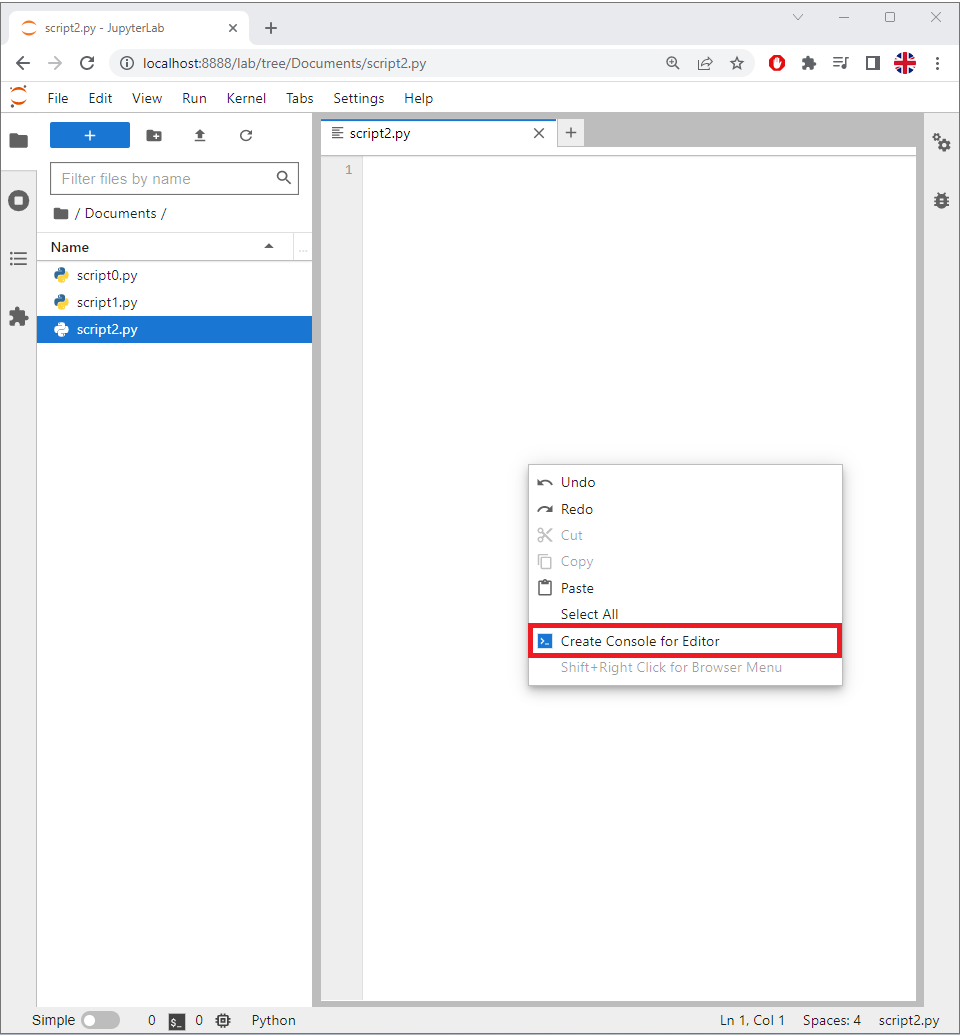 script2.py - JupyterLab
localhost:8888/lab/tree/Documents/script2.py
File Edit View Run Kernel Tabs Settings Help
script2.py
Filter files by name
/ Documents /
Name ...
script0.py
script1.py
script2.py
1
Undo
Redo
Cut
Copy
Paste
Select All
Create Console for Editor
Shift+Right Click for Browser Menu
Simple 0 $_ 0 Python Ln 1, Col 1 Spaces: 4 script2.py